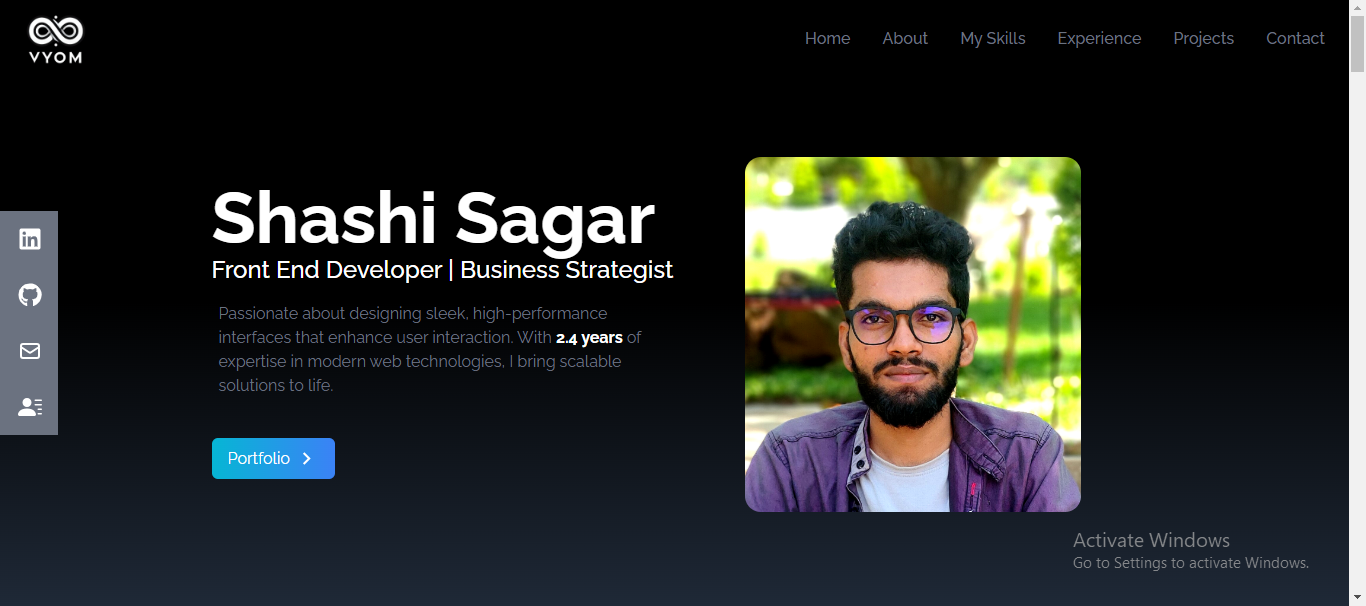 VYOM
Home About My Skills Experience Projects Contact
Shashi Sagar
Front End Developer | Business Strategist
Passionate about designing sleek, high-performance
interfaces that enhance user interaction. With 2.4 years of
expertise in modern web technologies, I bring scalable
solutions to life.
Portfolio
in
Activate Windows
Go to Settings to activate Windows.